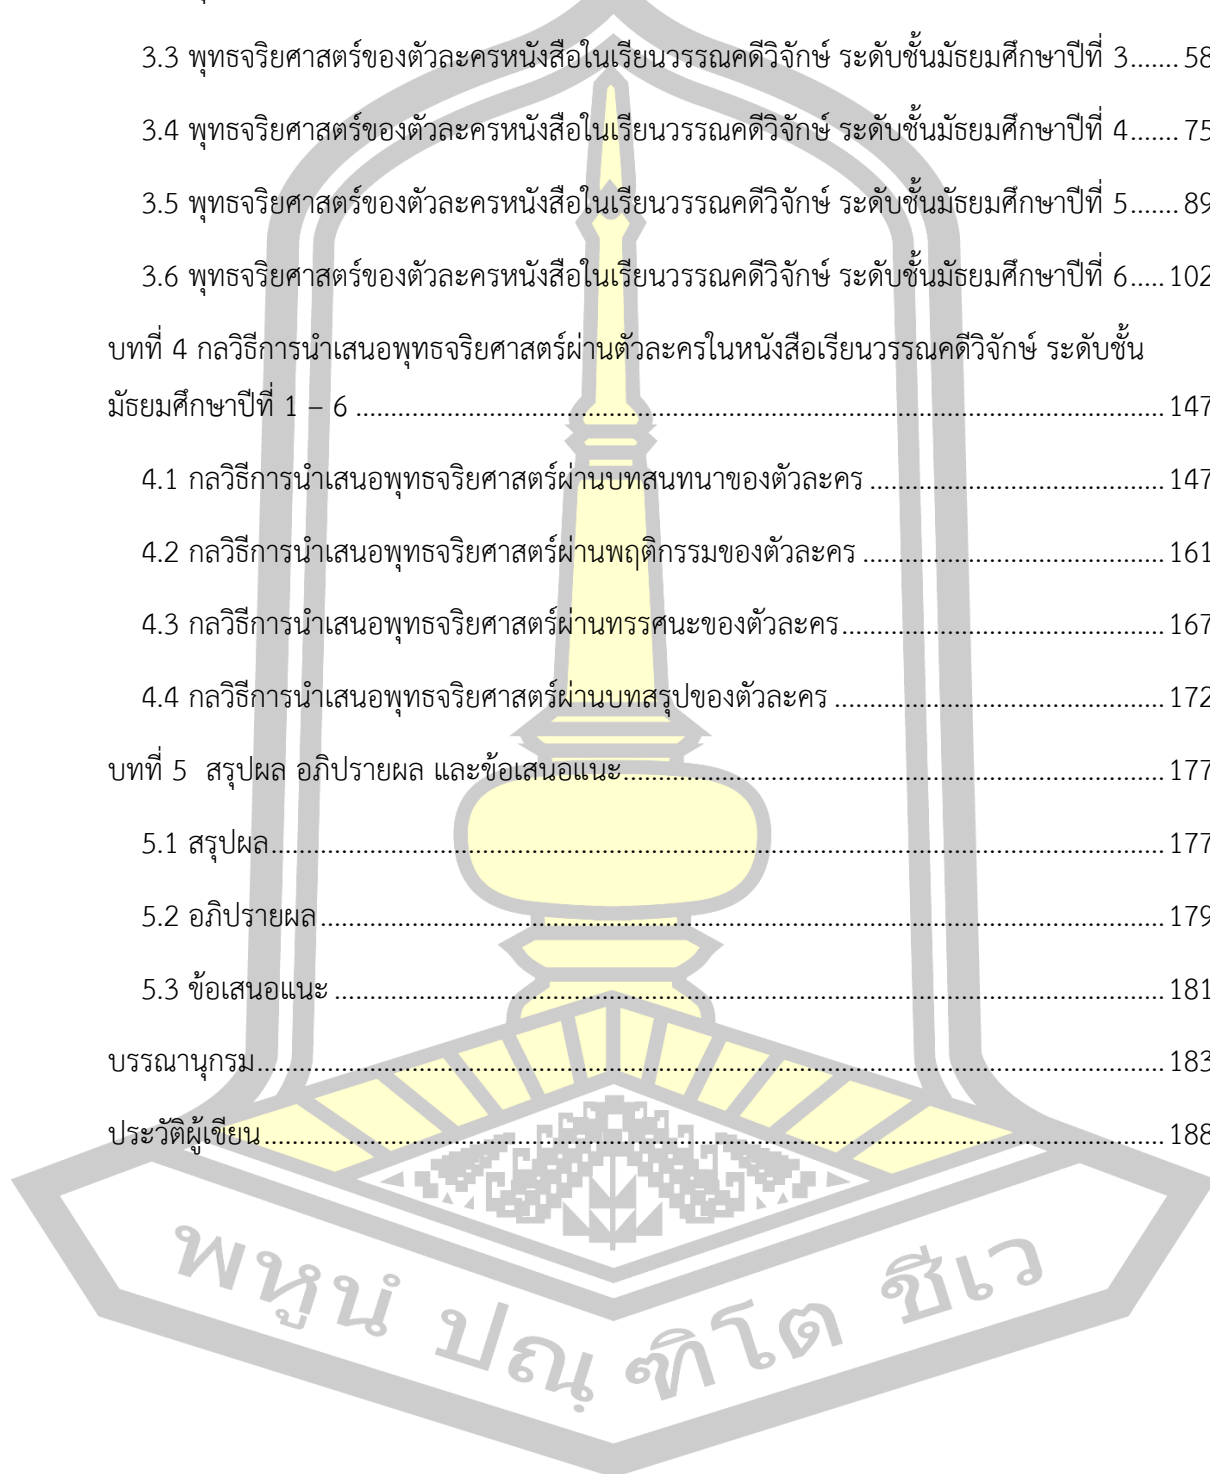 3.3 พุทธจริยศาสตร์ของตัวละครหนังสือในเรียนวรรณคดีวิจักษ์ ระดับชั้นมัธยมศึกษาปีที่ 3....... 58
3.4 พุทธจริยศาสตร์ของตัวละครหนังสือในเรียนวรรณคดีวิจักษ์ ระดับชั้นมัธยมศึกษาปีที่ 4....... 75
3.5 พุทธจริยศาสตร์ของตัวละครหนังสือในเรียนวรรณคดีวิจักษ์ ระดับชั้นมัธยมศึกษาปีที่ 5....... 89
3.6 พุทธจริยศาสตร์ของตัวละครหนังสือในเรียนวรรณคดีวิจักษ์ ระดับชั้นมัธยมศึกษาปีที่ 6..... 102
บทที่ 4 กลวิธีการนำเสนอพุทธจริยศาสตร์ผ่านตัวละครในหนังสือเรียนวรรณคดีวิจักษ์ ระดับชั้น
มัธยมศึกษาปีที่ 1 – 6 ........................................ 147
4.1 กลวิธีการนำเสนอพุทธจริยศาสตร์ผ่านบทสนทนาของตัวละคร ........................................ 147
4.2 กลวิธีการนำเสนอพุทธจริยศาสตร์ผ่านพฤติกรรมของตัวละคร ........................................ 161
4.3 กลวิธีการนำเสนอพุทธจริยศาสตร์ผ่านทรรศนะของตัวละคร........................................ 167
4.4 กลวิธีการนำเสนอพุทธจริยศาสตร์ผ่านบทสรุปของตัวละคร ........................................ 172
บทที่ 5 สรุปผล อภิปรายผล และข้อเสนอแนะ........................................ 177
5.1 สรุปผล........................................ 177
5.2 อภิปรายผล........................................ 179
5.3 ข้อเสนอแนะ ........................................ 181
บรรณานุกรม........................................ 183
ประวัติผู้เขียน........................................ 188
พหูนํ ปณฺฑิโต ชีเว